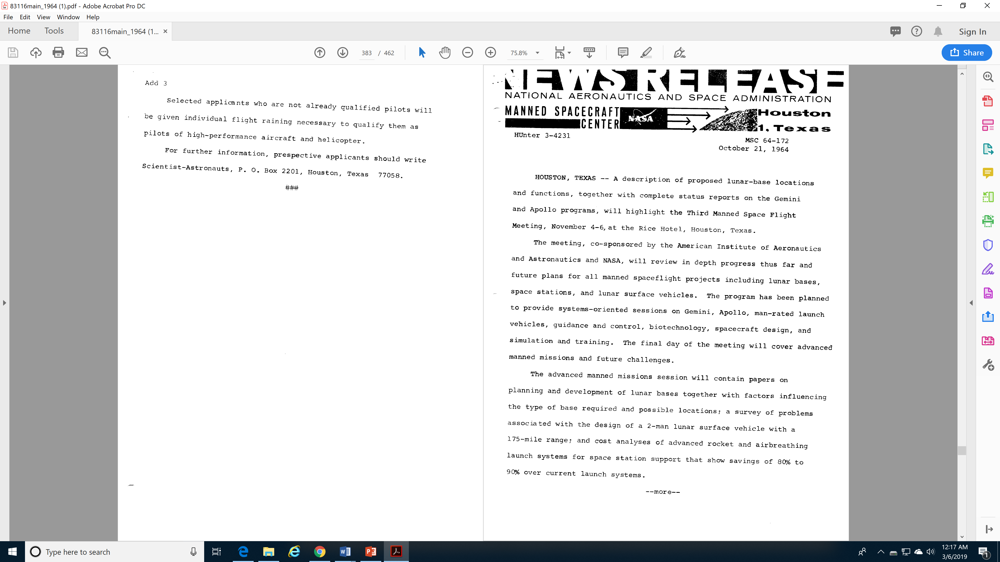 83116main_1964 (1).pdf - Adobe Acrobat Pro DC
File Edit View Window Help
Home Tools 83116main_1964 (1... × Sign In
383 / 462 75.8% Share
Add 3
Selected applicants who are not already qualified pilots will
be given individual flight raining necessary to qualify them as
pilots of high-performance aircraft and helicopter.
For further information, prespective applicants should write
Scientist-Astronauts, P. O. Box 2201, Houston, Texas 77058.
###
NEWS RELEASE
NATIONAL AERONAUTICS AND SPACE ADMINISTRATION
MANNED SPACECRAFT
CENTER
NASA
Houston
1, Texas
HUnter 3-4231
MSC 64-172
October 21, 1964
HOUSTON, TEXAS -- A description of proposed lunar-base locations
and functions, together with complete status reports on the Gemini
and Apollo programs, will highlight the Third Manned Space Flight
Meeting, November 4-6, at the Rice Hotel, Houston, Texas.
The meeting, co-sponsored by the American Institute of Aeronautics
and Astronautics and NASA, will review in depth progress thus far and
future plans for all manned spaceflight projects including lunar bases,
space stations, and lunar surface vehicles. The program has been planned
to provide systems-oriented sessions on Gemini, Apollo, man-rated launch
vehicles, guidance and control, biotechnology, spacecraft design, and
simulation and training. The final day of the meeting will cover advanced
manned missions and future challenges.
The advanced manned missions session will contain papers on
planning and development of lunar bases together with factors influencing
the type of base required and possible locations; a survey of problems
associated with the design of a 2-man lunar surface vehicle with a
175-mile range; and cost analyses of advanced rocket and airbreathing
launch systems for space station support that show savings of 80% to
90% over current launch systems.
--more--
Type here to search
12:17 AM
3/6/2019
1